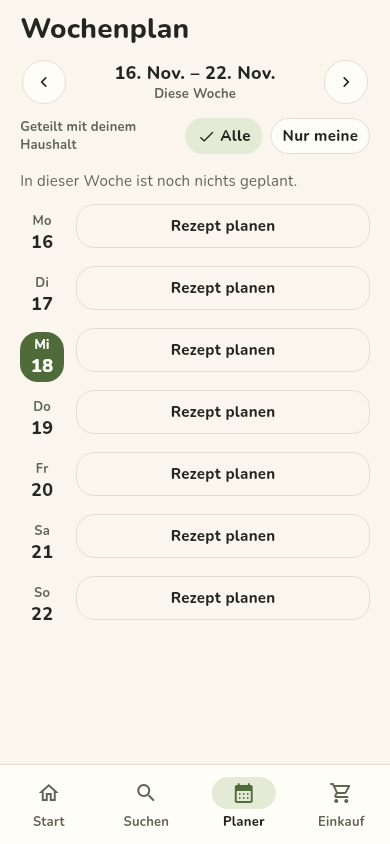 Wochenplan
16. Nov. – 22. Nov.
Diese Woche
Geteilt mit deinem
Haushalt
Alle
Nur meine
In dieser Woche ist noch nichts geplant.
Mo
16
Rezept planen
Di
17
Rezept planen
Mi
18
Rezept planen
Do
19
Rezept planen
Fr
20
Rezept planen
Sa
21
Rezept planen
So
22
Rezept planen
Start
Suchen
Planer
Einkauf